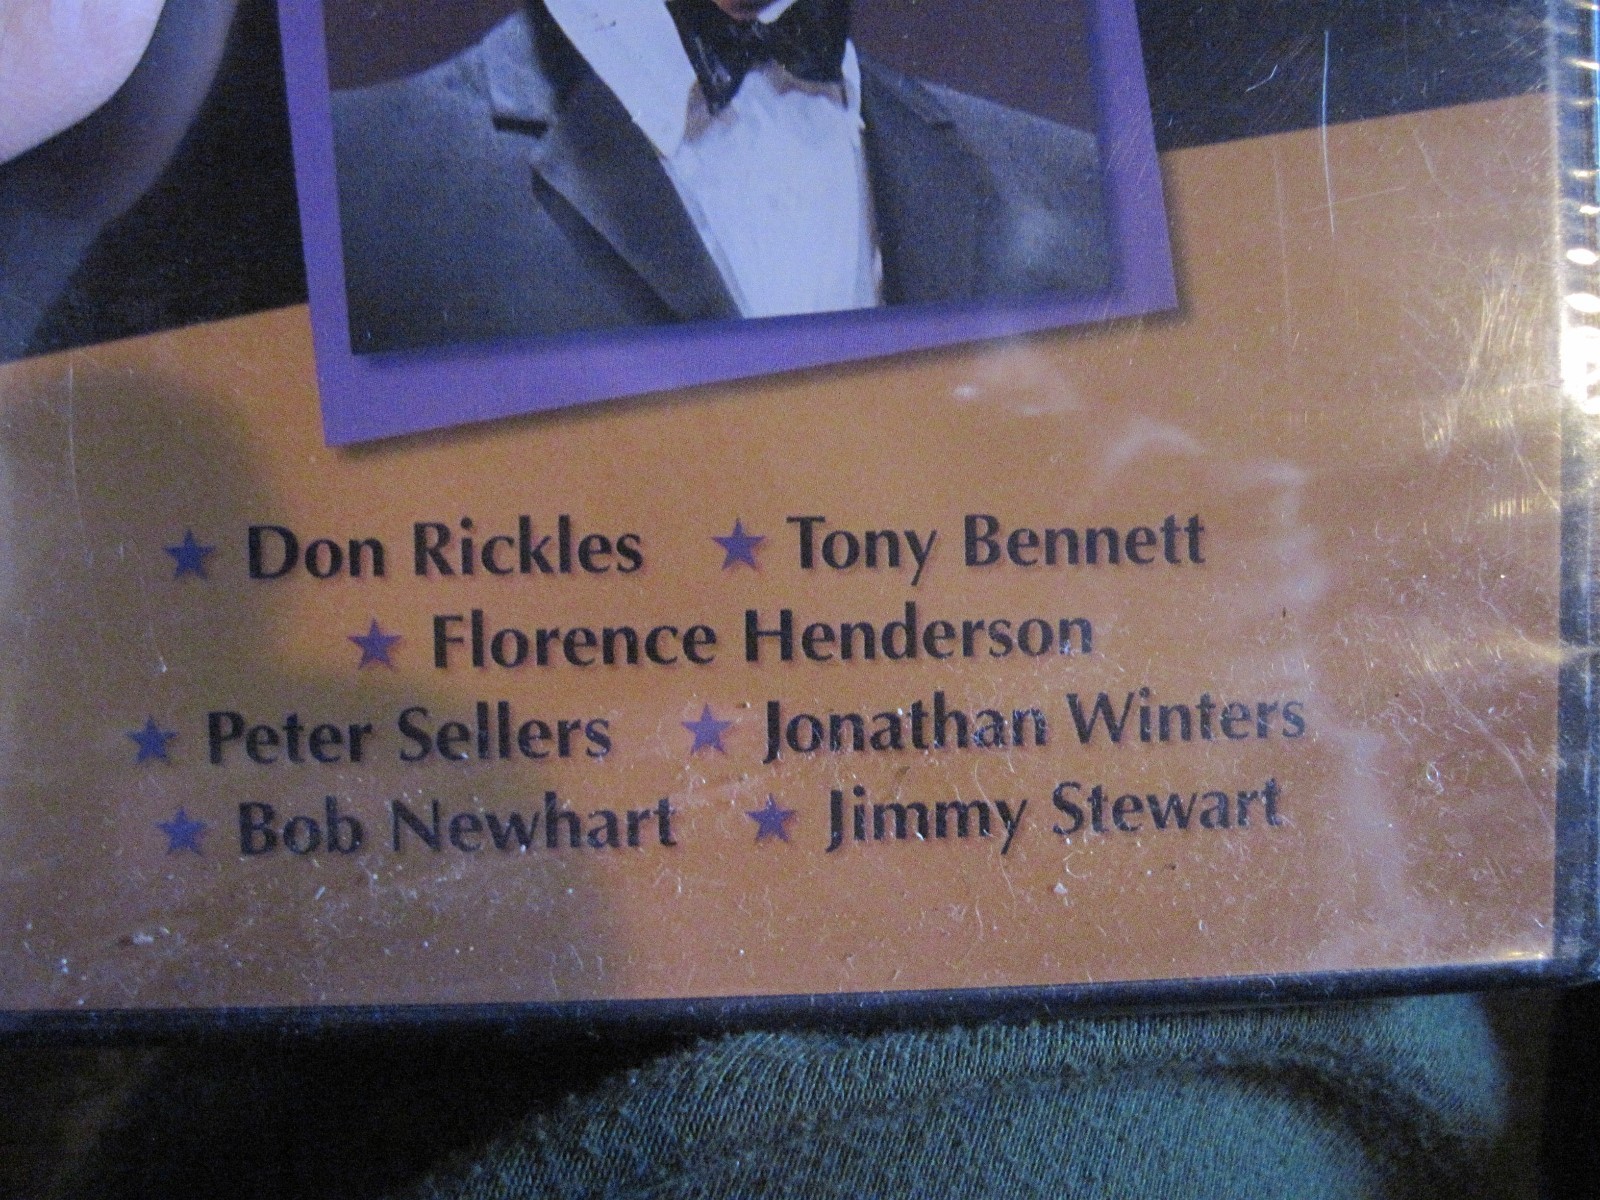 ★ Don Rickles ★ Tony Bennett
★ Florence Henderson
★ Peter Sellers ★ Jonathan Winters
★ Bob Newhart ★ Jimmy Stewart